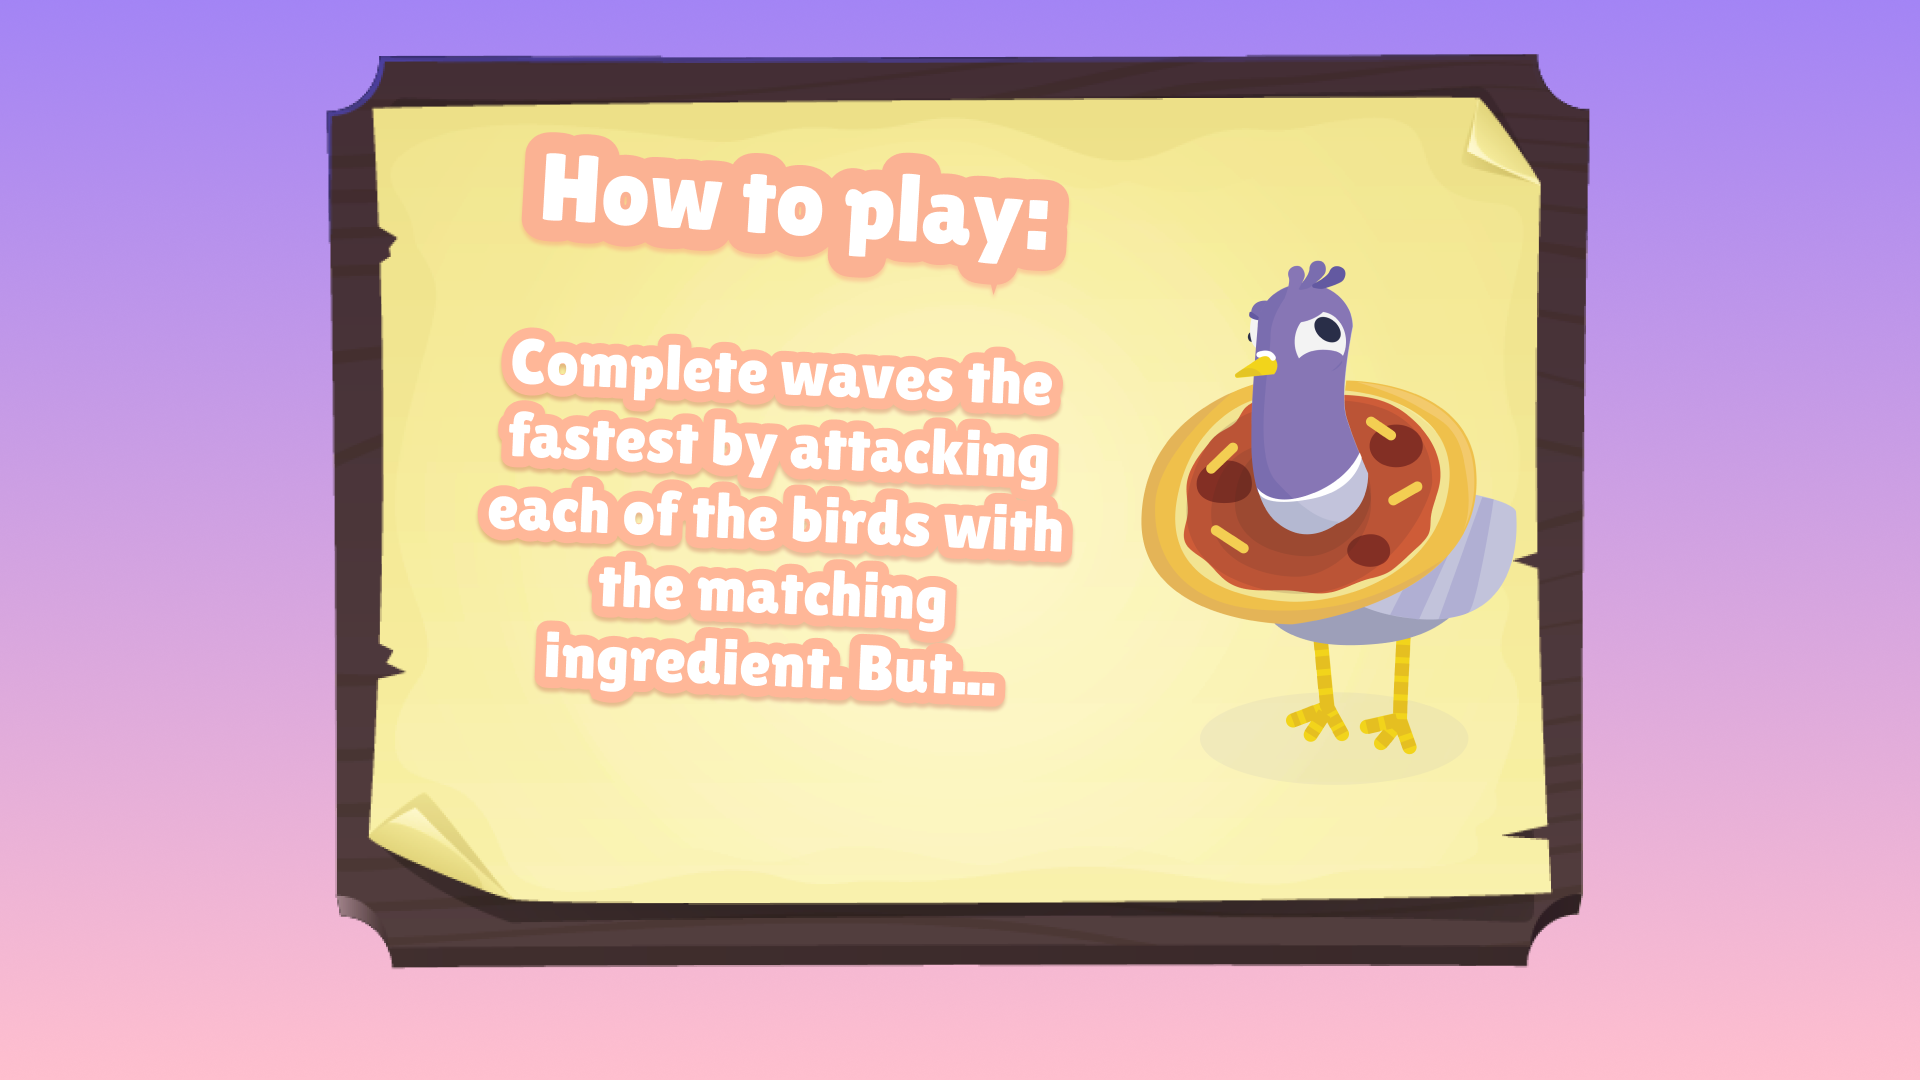 How to play:
Complete waves the
fastest by attacking
each of the birds with
the matching
ingredient. But...